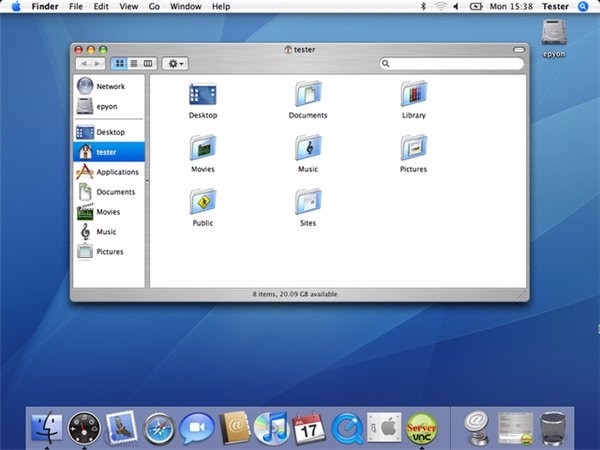 Finder File Edit View Go Window Help Mon 15:38 Tester
epyon
tester
Network
epyon
Desktop
tester
Applications
Documents
Movies
Music
Pictures
Desktop Documents Library
Movies Music Pictures
Public Sites
8 items, 20.09 GB available
17
Server
VNC